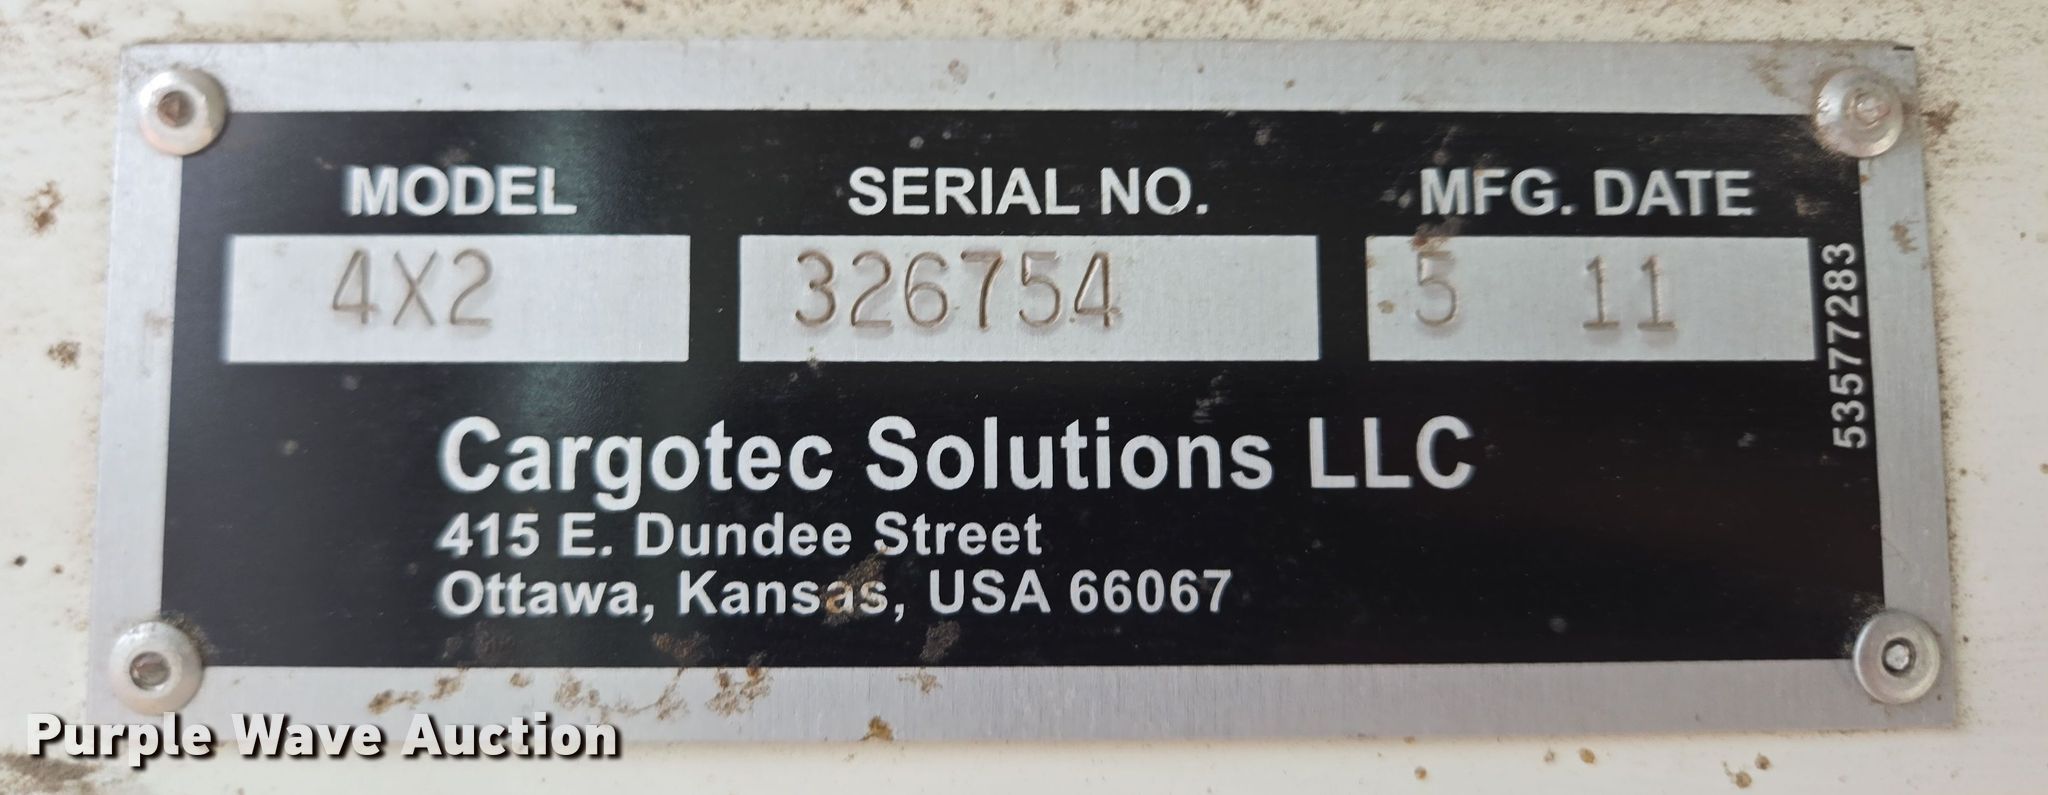 MODEL SERIAL NO. MFG. DATE
4X2 326754 5 11
53577283
Cargotec Solutions LLC
415 E. Dundee Street
Ottawa, Kansas, USA 66067
Purple Wave Auction